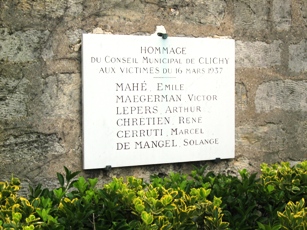 HOMMAGE
DU CONSEIL MUNICIPAL DE CLICHY
AUX VICTIMES DU 16 MARS 1937
MAHÉ EMILE
MAEGERMAN VICTOR
LEPERS ARTHUR
CHRETIEN RENÉ
CERRUTI MARCEL
DE MANGEL SOLANGE